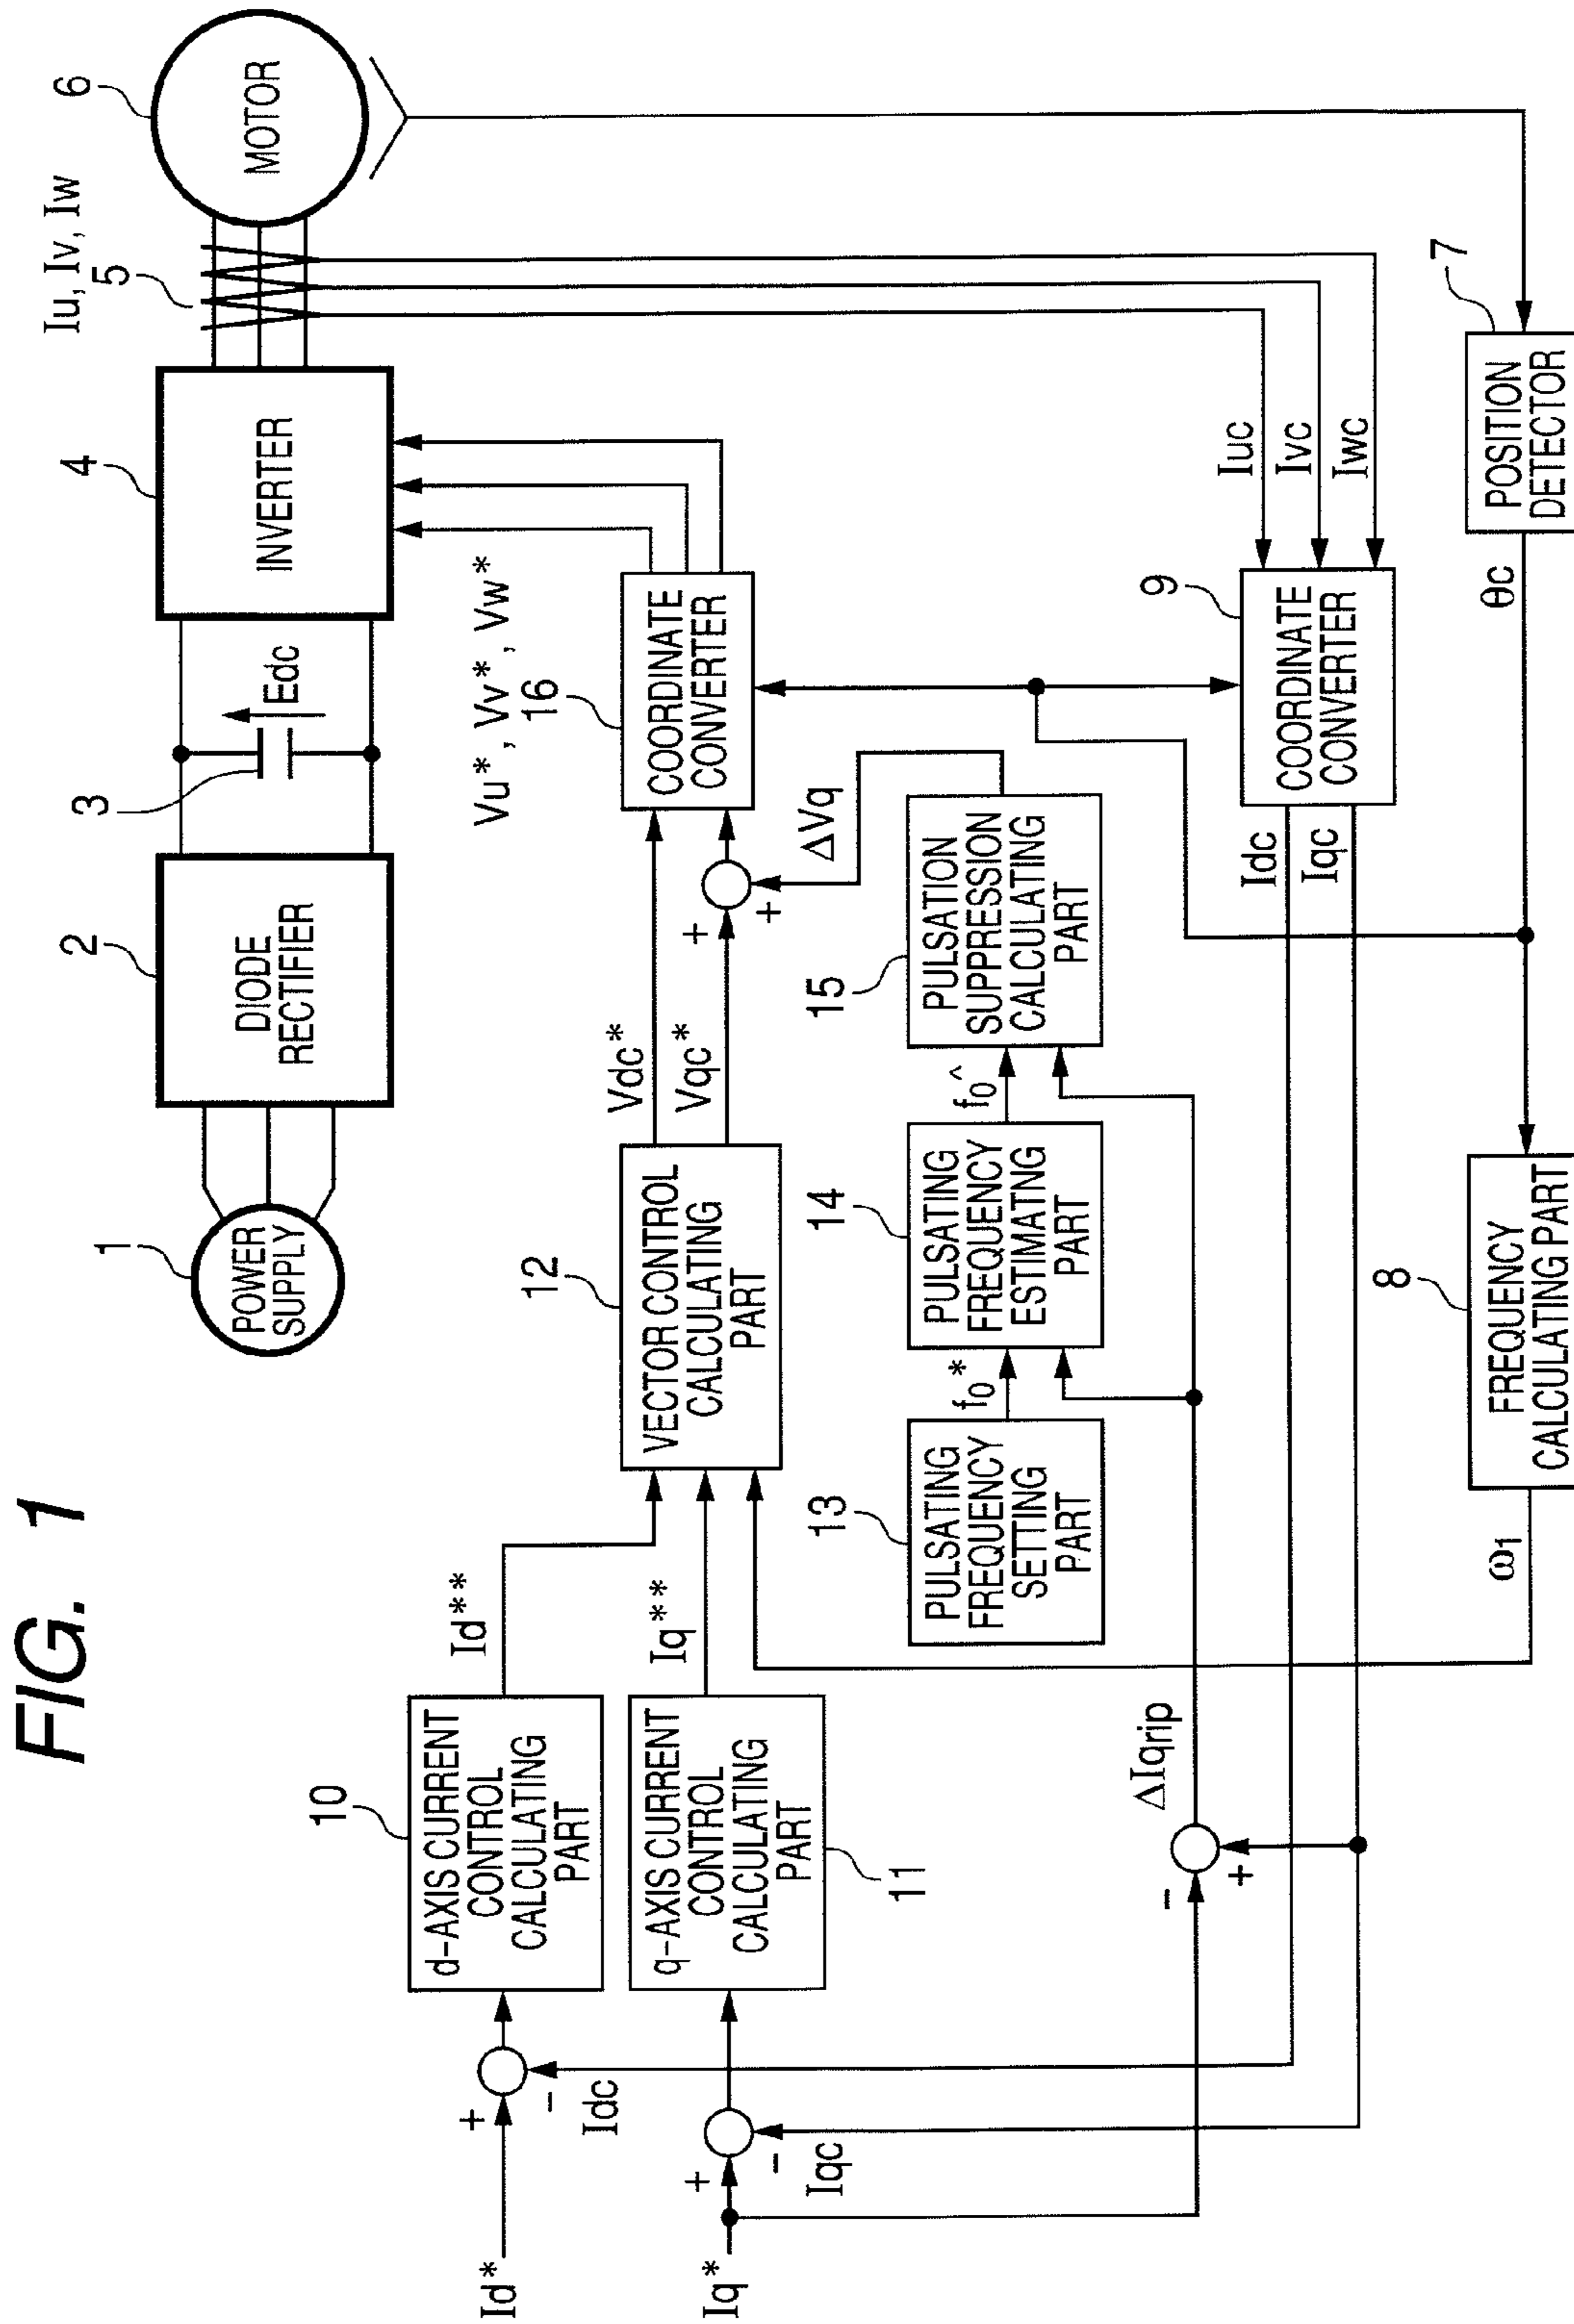 FIG. 1
1
POWER
SUPPLY
2
DIODE
RECTIFIER
3
Edc
4
INVERTER
Iu, Iv, Iw
5
6
MOTOR
Vu*, Vv*, Vw*
16
COORDINATE
CONVERTER
Vdc*
Vqc*
+
+
ΔVq
12
VECTOR CONTROL
CALCULATING
PART
Id**
Iq**
10
d-AXIS CURRENT
CONTROL
CALCULATING
PART
q-AXIS CURRENT
CONTROL
CALCULATING
PART
11
Id*
+
-
Idc
Iq*
+
-
Iqc
13
PULSATING
FREQUENCY
SETTING
PART
f0*
14
PULSATING
FREQUENCY
ESTIMATNG
PART
f0^
15
PULSATION
SUPPRESSION
CALCULATING
PART
-
+
ΔIqrip
Iuc
Ivc
Iwc
9
COORDINATE
CONVERTER
Idc
Iqc
7
POSITION
DETECTOR
θc
8
FREQUENCY
CALCULATING PART
ω1